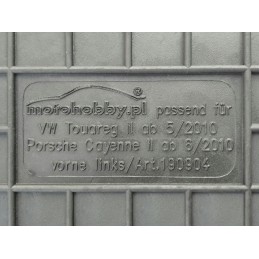 motohobby.pl passend für
VW Touareg II ab 5/2010
Porsche Cayenne II ab 6/2010
vorne links/Art.190904